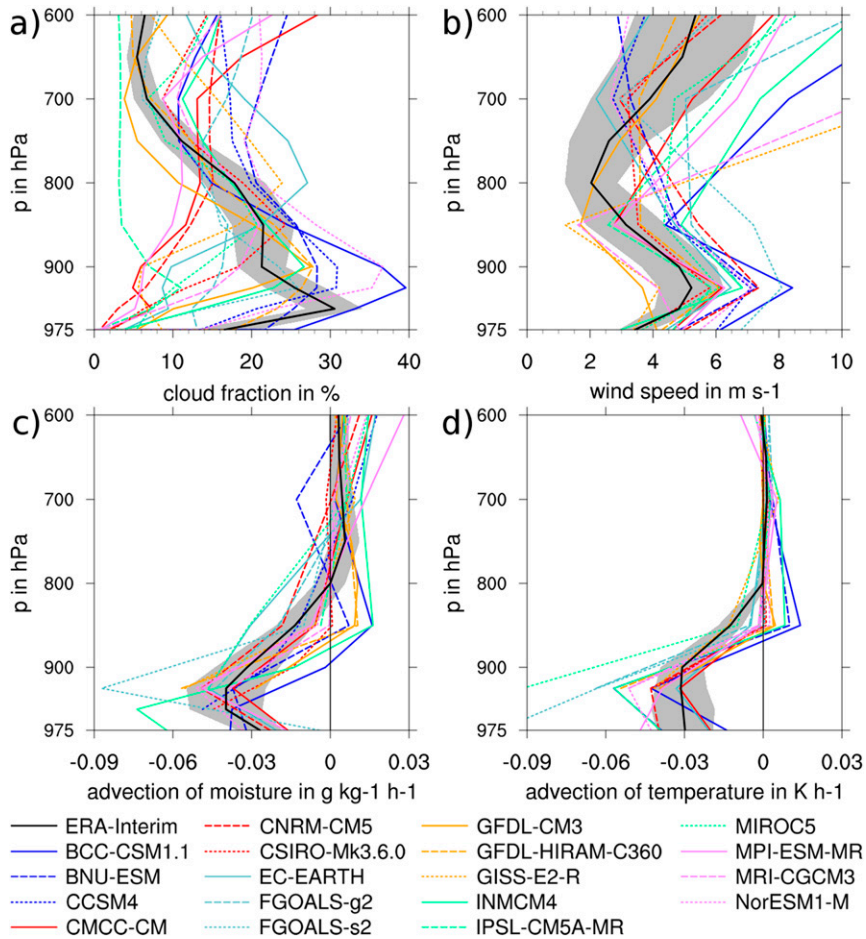 a)
600
700
800
900
975
p in hPa
0 10 20 30 40
cloud fraction in %
b)
600
700
800
900
975
p in hPa
0 2 4 6 8 10
wind speed in m s-1
c)
600
700
800
900
975
p in hPa
-0.09 -0.06 -0.03 0 0.03
advection of moisture in g kg-1 h-1
d)
600
700
800
900
975
p in hPa
-0.09 -0.06 -0.03 0 0.03
advection of temperature in K h-1
ERA-Interim
BCC-CSM1.1
BNU-ESM
CCSM4
CMCC-CM
CNRM-CM5
CSIRO-Mk3.6.0
EC-EARTH
FGOALS-g2
FGOALS-s2
GFDL-CM3
GFDL-HIRAM-C360
GISS-E2-R
INMCM4
IPSL-CM5A-MR
MIROC5
MPI-ESM-MR
MRI-CGCM3
NorESM1-M